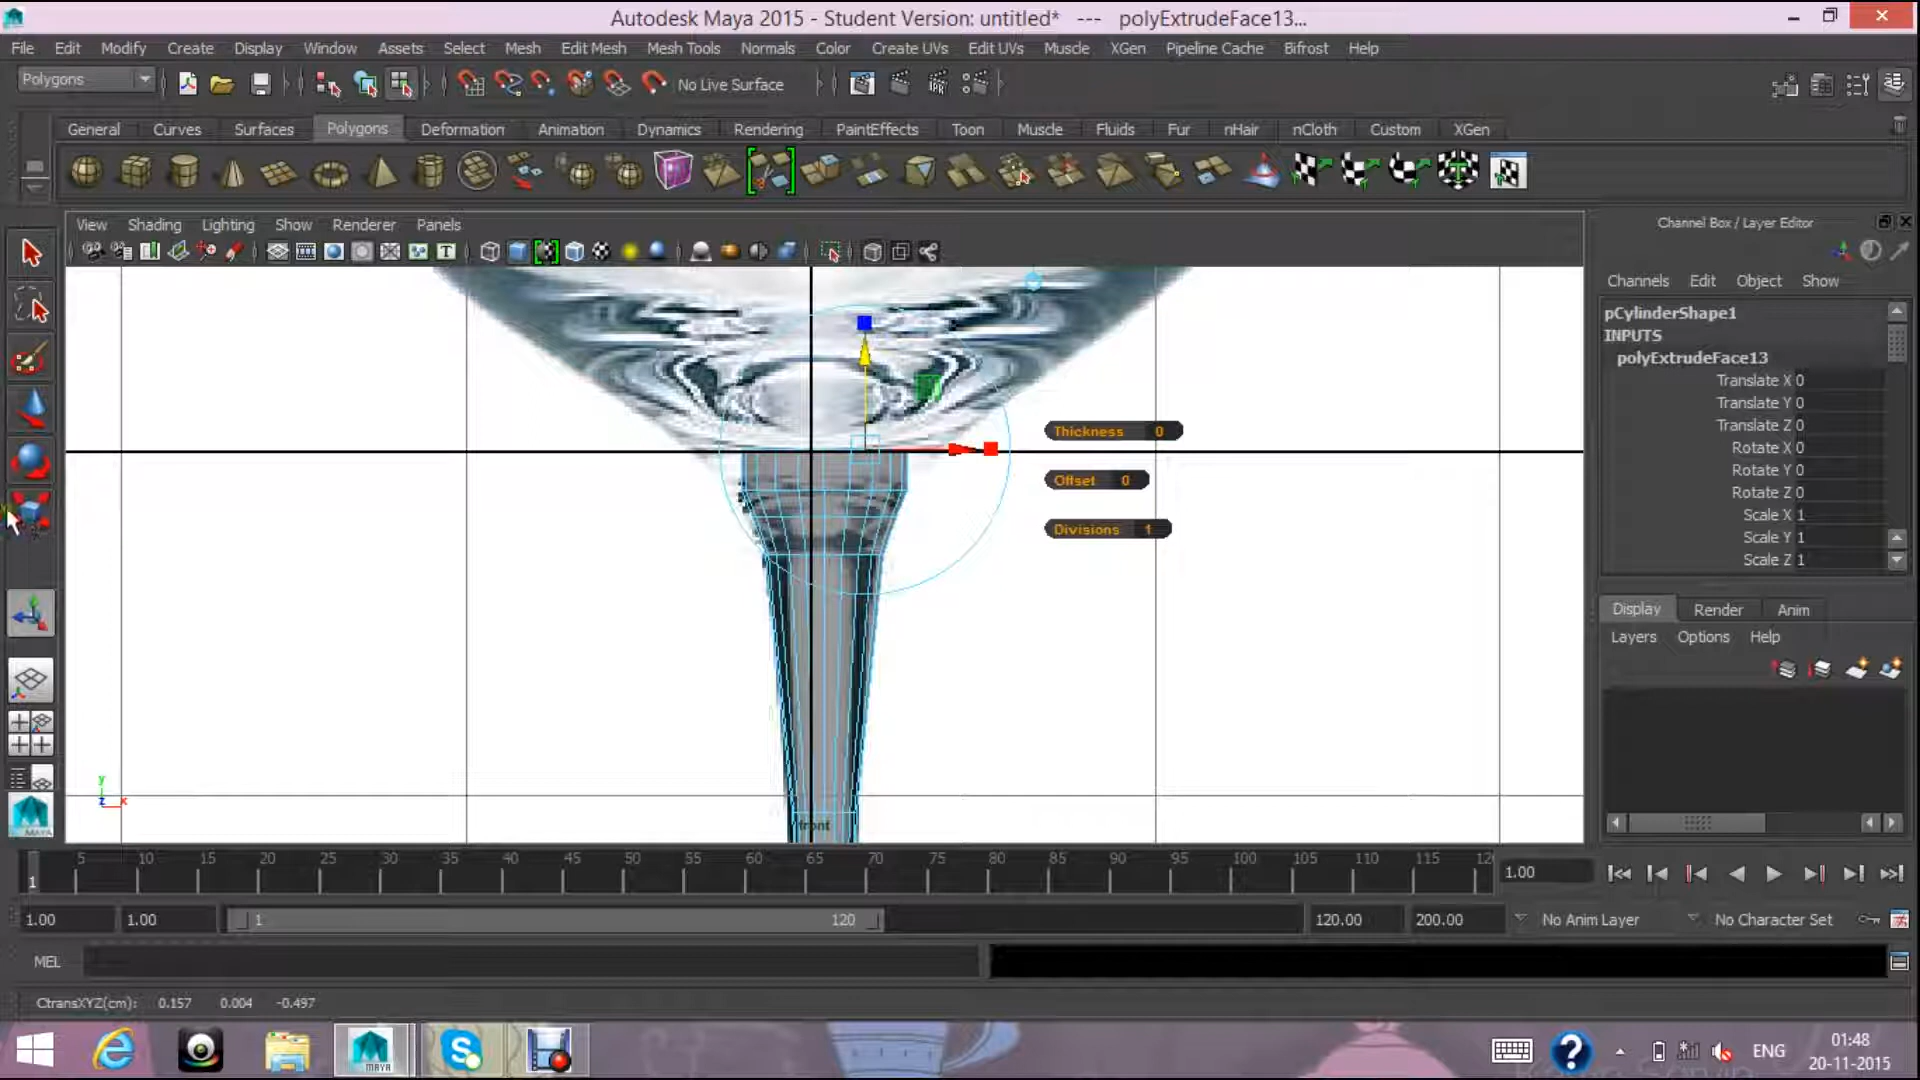 Autodesk Maya 2015 - Student Version: untitled* --- polyExtrudeFace13...
File Edit Modify Create Display Window Assets Select Mesh Edit Mesh Mesh Tools Normals Color Create UVs Edit UVs Muscle XGen Pipeline Cache Bifrost Help
Polygons
No Live Surface
General Curves Surfaces Polygons Deformation Animation Dynamics Rendering PaintEffects Toon Muscle Fluids Fur nHair nCloth Custom XGen
View Shading Lighting Show Renderer Panels
Channel Box / Layer Editor
Channels Edit Object Show
pCylinderShape1
INPUTS
polyExtrudeFace13
Translate X 0
Translate Y 0
Translate Z 0
Rotate X 0
Rotate Y 0
Rotate Z 0
Scale X 1
Scale Y 1
Scale Z 1
Thickness 0
Offset 0
Divisions 1
Display Render Anim
Layers Options Help
y
z x
front
MAYA
5 10 15 20 25 30 35 40 45 50 55 60 65 70 75 80 85 90 95 100 105 110 115 12
1
1.00
1.00 1.00 1 120 120.00 200.00 No Anim Layer No Character Set
MEL
CtransXYZ(cm): 0.157 0.004 -0.497
MAYA
ENG
01:48
20-11-2015